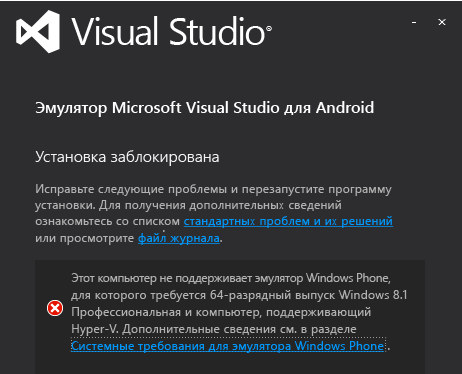 Visual Studio®
Эмулятор Microsoft Visual Studio для Android
Установка заблокирована
Исправьте следующие проблемы и перезапустите программу
установки. Для получения дополнительных сведений
ознакомьтесь со списком стандартных проблем и их решений
или просмотрите файл журнала.
Этот компьютер не поддерживает эмулятор Windows Phone,
для которого требуется 64-разрядный выпуск Windows 8.1
Профессиональная и компьютер, поддерживающий
Hyper-V. Дополнительные сведения см. в разделе
Системные требования для эмулятора Windows Phone.